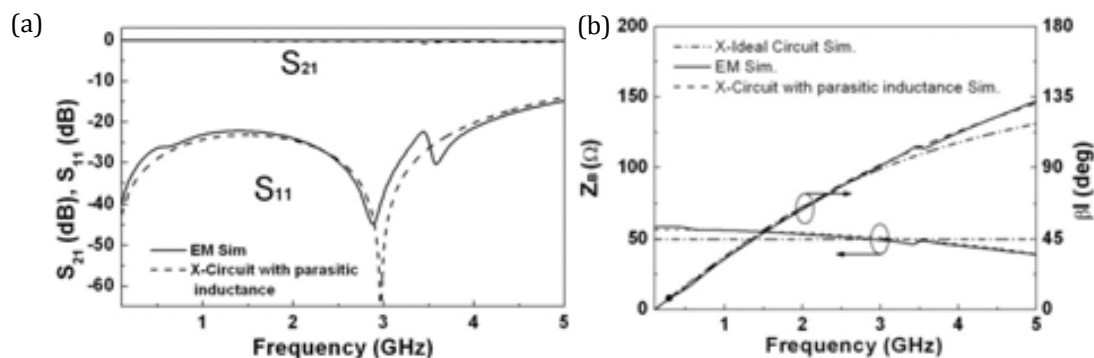 (a)
0
-10
-20
-30
-40
-50
-60
S21 (dB), S11 (dB)
S21
S11
EM Sim
X-Circuit with parasitic
inductance
1 2 3 4 5
Frequency (GHz)
(b)
200
150
100
50
0
ZB (Ω)
X-Ideal Circuit Sim.
EM Sim.
X-Circuit with parasitic inductance Sim.
180
135
90
45
0
βl (deg)
1 2 3 4 5
Frequency (GHz)